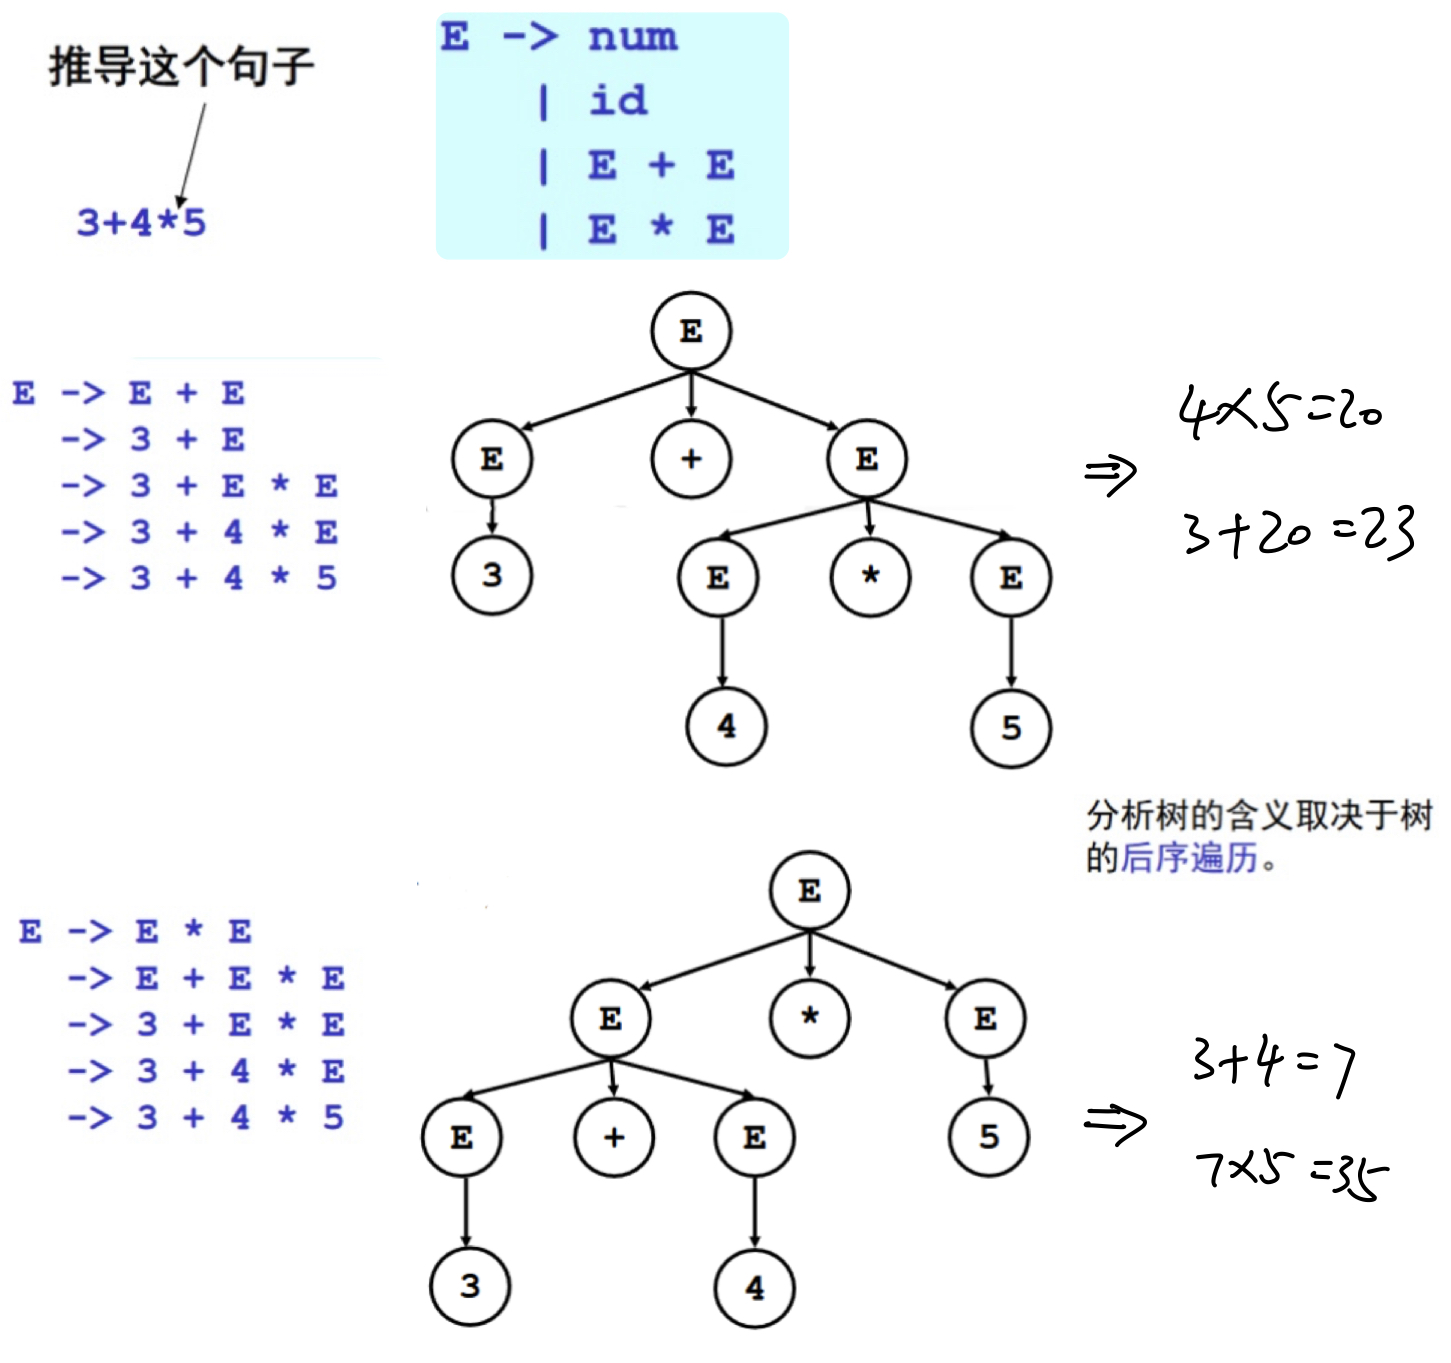 推导这个句子
3+4*5
E -> num
| id
| E + E
| E * E
E -> E + E
-> 3 + E
-> 3 + E * E
-> 3 + 4 * E
-> 3 + 4 * 5
E
E + E
3 E * E
4 5
⇒
4×5=20
3+20=23
分析树的含义取决于树
的后序遍历。
E -> E * E
-> E + E * E
-> 3 + E * E
-> 3 + 4 * E
-> 3 + 4 * 5
E
E * E
E + E 5
3 4
⇒
3+4=7
7×5=35